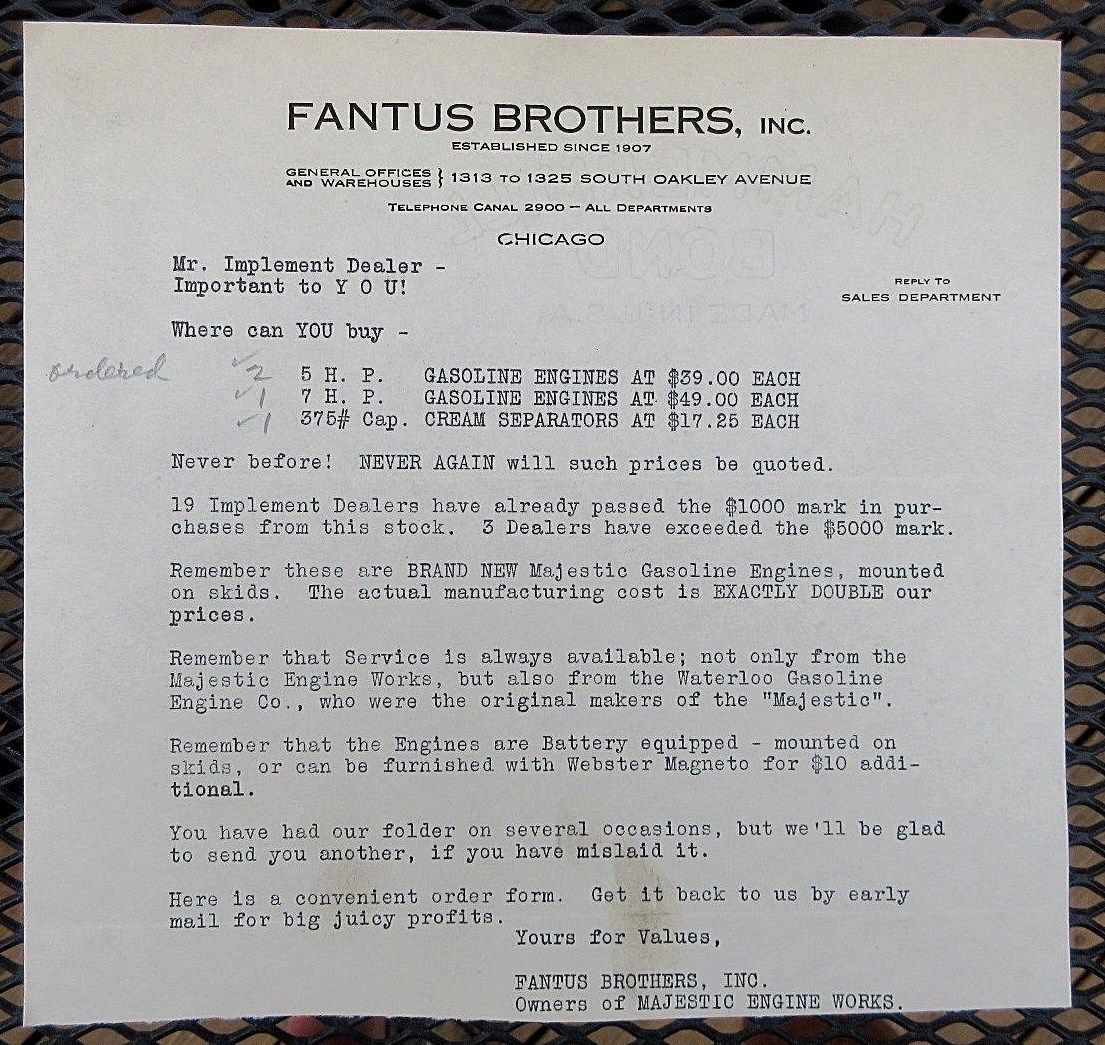 FANTUS BROTHERS, INC.
ESTABLISHED SINCE 1907
GENERAL OFFICES
AND WAREHOUSES } 1313 TO 1325 SOUTH OAKLEY AVENUE
TELEPHONE CANAL 2900 — ALL DEPARTMENTS
CHICAGO
REPLY TO
SALES DEPARTMENT
Mr. Implement Dealer -
Important to Y O U!
Where can YOU buy -
ordered ✓2 5 H. P. GASOLINE ENGINES AT $39.00 EACH
✓1 7 H. P. GASOLINE ENGINES AT $49.00 EACH
✓1 375# Cap. CREAM SEPARATORS AT $17.25 EACH
Never before! NEVER AGAIN will such prices be quoted.
19 Implement Dealers have already passed the $1000 mark in pur-
chases from this stock. 3 Dealers have exceeded the $5000 mark.
Remember these are BRAND NEW Majestic Gasoline Engines, mounted
on skids. The actual manufacturing cost is EXACTLY DOUBLE our
prices.
Remember that Service is always available; not only from the
Majestic Engine Works, but also from the Waterloo Gasoline
Engine Co., who were the original makers of the "Majestic".
Remember that the Engines are Battery equipped - mounted on
skids, or can be furnished with Webster Magneto for $10 addi-
tional.
You have had our folder on several occasions, but we'll be glad
to send you another, if you have mislaid it.
Here is a convenient order form. Get it back to us by early
mail for big juicy profits.
Yours for Values,
FANTUS BROTHERS, INC.
Owners of MAJESTIC ENGINE WORKS.